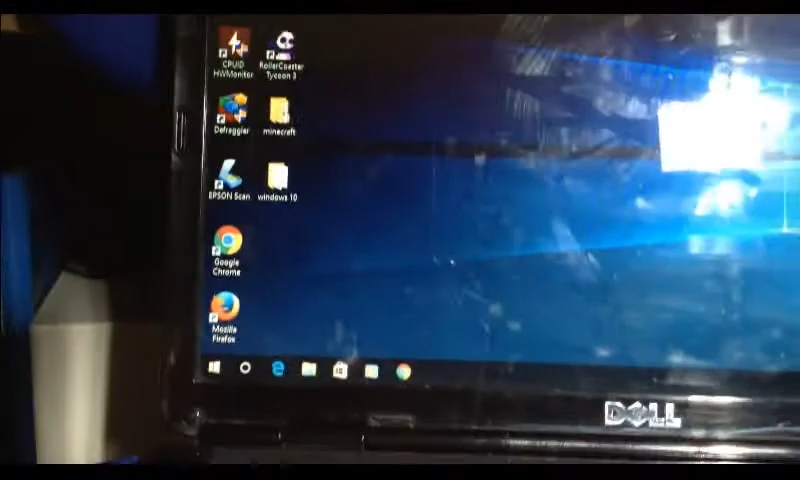 CPUID
HWMonitor
RollerCoaster
Tycoon 3
Defraggler
minecraft
EPSON Scan
windows 10
Google
Chrome
Mozilla
Firefox
DELL